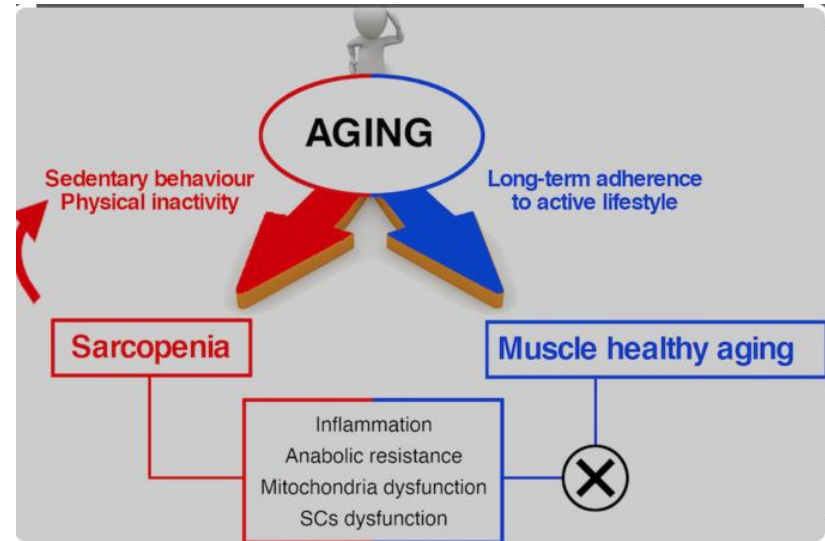 AGING
Sedentary behaviour
Physical inactivity
Long-term adherence
to active lifestyle
Sarcopenia
Muscle healthy aging
Inflammation
Anabolic resistance
Mitochondria dysfunction
SCs dysfunction